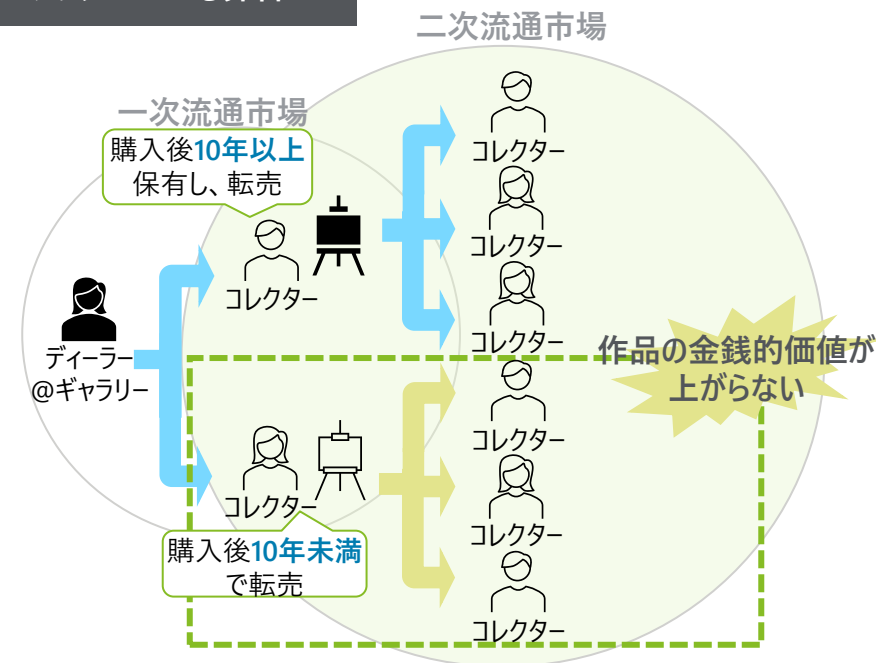 二次流通市場
一次流通市場
購入後10年以上
保有し、転売
コレクター
コレクター
コレクター
コレクター
ディーラー
@ギャラリー
作品の金銭的価値が
上がらない
コレクター
コレクター
コレクター
コレクター
購入後10年未満
で転売